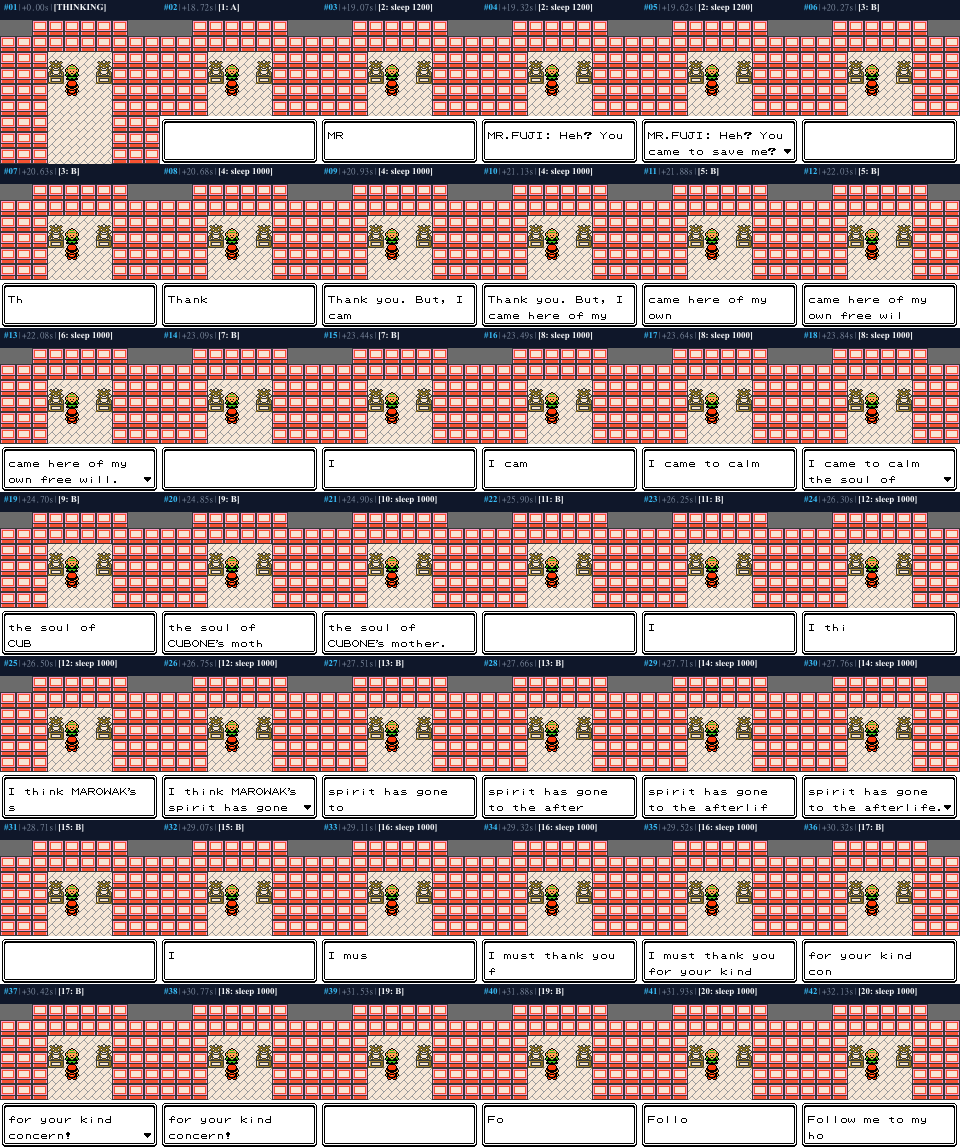 #01|+0.00s|[THINKING]
#02|+18.72s|[1: A]
#03|+19.07s|[2: sleep 1200]
MR
#04|+19.32s|[2: sleep 1200]
MR.FUJI: Heh? You
#05|+19.62s|[2: sleep 1200]
MR.FUJI: Heh? You
came to save me? ▼
#06|+20.27s|[3: B]
#07|+20.63s|[3: B]
Th
#08|+20.68s|[4: sleep 1000]
Thank
#09|+20.93s|[4: sleep 1000]
Thank you. But, I
cam
#10|+21.13s|[4: sleep 1000]
Thank you. But, I
came here of my
#11|+21.88s|[5: B]
came here of my
own
#12|+22.03s|[5: B]
came here of my
own free wil
#13|+22.08s|[6: sleep 1000]
came here of my
own free will. ▼
#14|+23.09s|[7: B]
#15|+23.44s|[7: B]
I
#16|+23.49s|[8: sleep 1000]
I cam
#17|+23.64s|[8: sleep 1000]
I came to calm
#18|+23.84s|[8: sleep 1000]
I came to calm
the soul of ▼
#19|+24.70s|[9: B]
the soul of
CUB
#20|+24.85s|[9: B]
the soul of
CUBONE's moth
#21|+24.90s|[10: sleep 1000]
the soul of
CUBONE's mother.
#22|+25.90s|[11: B]
#23|+26.25s|[11: B]
I
#24|+26.30s|[12: sleep 1000]
I thi
#25|+26.50s|[12: sleep 1000]
I think MAROWAK's
s
#26|+26.75s|[12: sleep 1000]
I think MAROWAK's
spirit has gone ▼
#27|+27.51s|[13: B]
spirit has gone
to
#28|+27.66s|[13: B]
spirit has gone
to the after
#29|+27.71s|[14: sleep 1000]
spirit has gone
to the afterlif
#30|+27.76s|[14: sleep 1000]
spirit has gone
to the afterlife.▼
#31|+28.71s|[15: B]
#32|+29.07s|[15: B]
I
#33|+29.11s|[16: sleep 1000]
I mus
#34|+29.32s|[16: sleep 1000]
I must thank you
f
#35|+29.52s|[16: sleep 1000]
I must thank you
for your kind
#36|+30.32s|[17: B]
for your kind
con
#37|+30.42s|[17: B]
for your kind
concern! ▼
#38|+30.77s|[18: sleep 1000]
for your kind
concern!
#39|+31.53s|[19: B]
#40|+31.88s|[19: B]
Fo
#41|+31.93s|[20: sleep 1000]
Follo
#42|+32.13s|[20: sleep 1000]
Follow me to my
ho